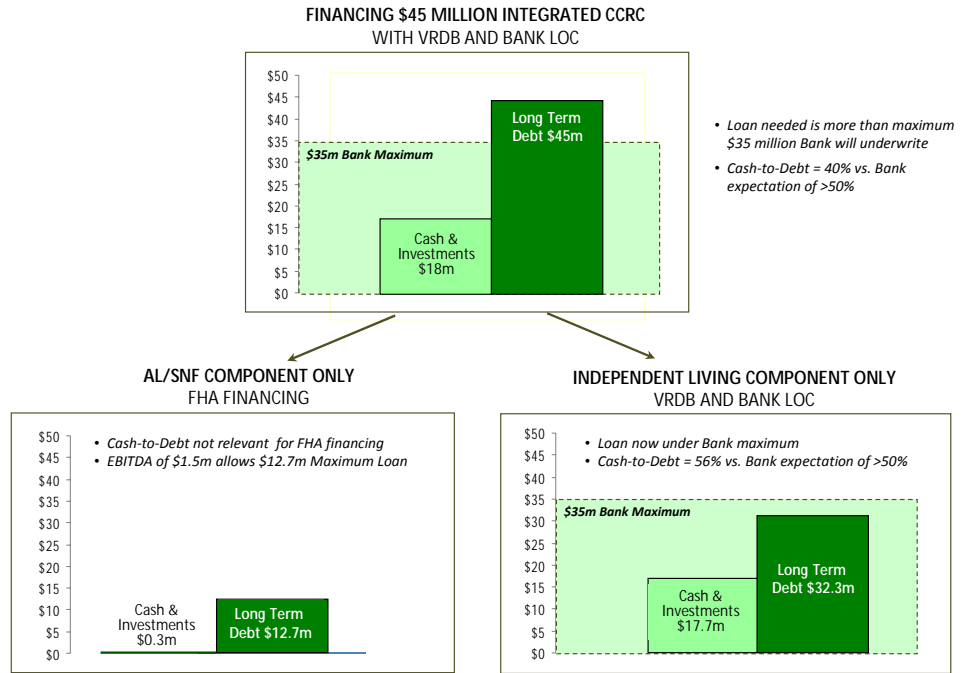 FINANCING $45 MILLION INTEGRATED CCRC
WITH VRDB AND BANK LOC
$50
$45
$40
$35
$30
$25
$20
$15
$10
$5
$0
$35m Bank Maximum
Long Term
Debt $45m
Cash &
Investments
$18m
• Loan needed is more than maximum
$35 million Bank will underwrite
• Cash-to-Debt = 40% vs. Bank
expectation of >50%
AL/SNF COMPONENT ONLY
FHA FINANCING
$50
$45
$40
$35
$30
$25
$20
$15
$10
$5
$0
• Cash-to-Debt not relevant for FHA financing
• EBITDA of $1.5m allows $12.7m Maximum Loan
Cash &
Investments
$0.3m
Long Term
Debt $12.7m
INDEPENDENT LIVING COMPONENT ONLY
VRDB AND BANK LOC
$50
$45
$40
$35
$30
$25
$20
$15
$10
$5
$0
• Loan now under Bank maximum
• Cash-to-Debt = 56% vs. Bank expectation of >50%
$35m Bank Maximum
Cash &
Investments
$17.7m
Long Term
Debt $32.3m